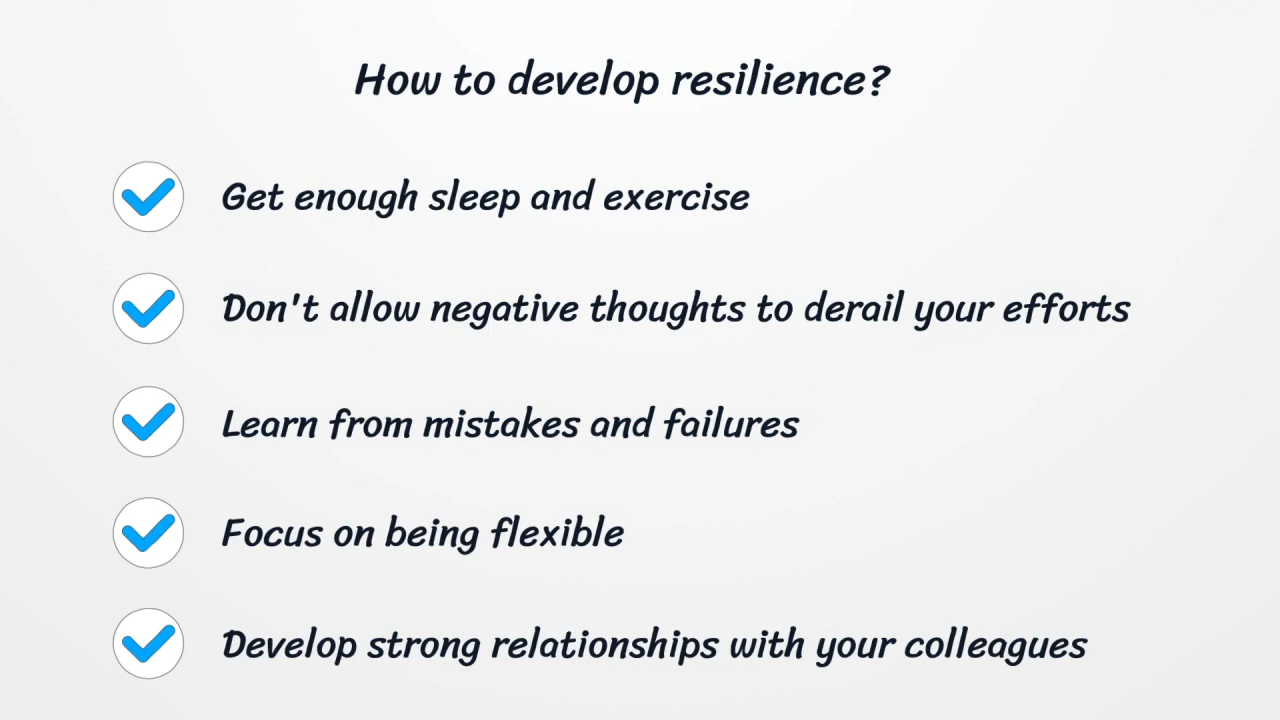 How to develop resilience?
Get enough sleep and exercise
Don't allow negative thoughts to derail your efforts
Learn from mistakes and failures
Focus on being flexible
Develop strong relationships with your colleagues